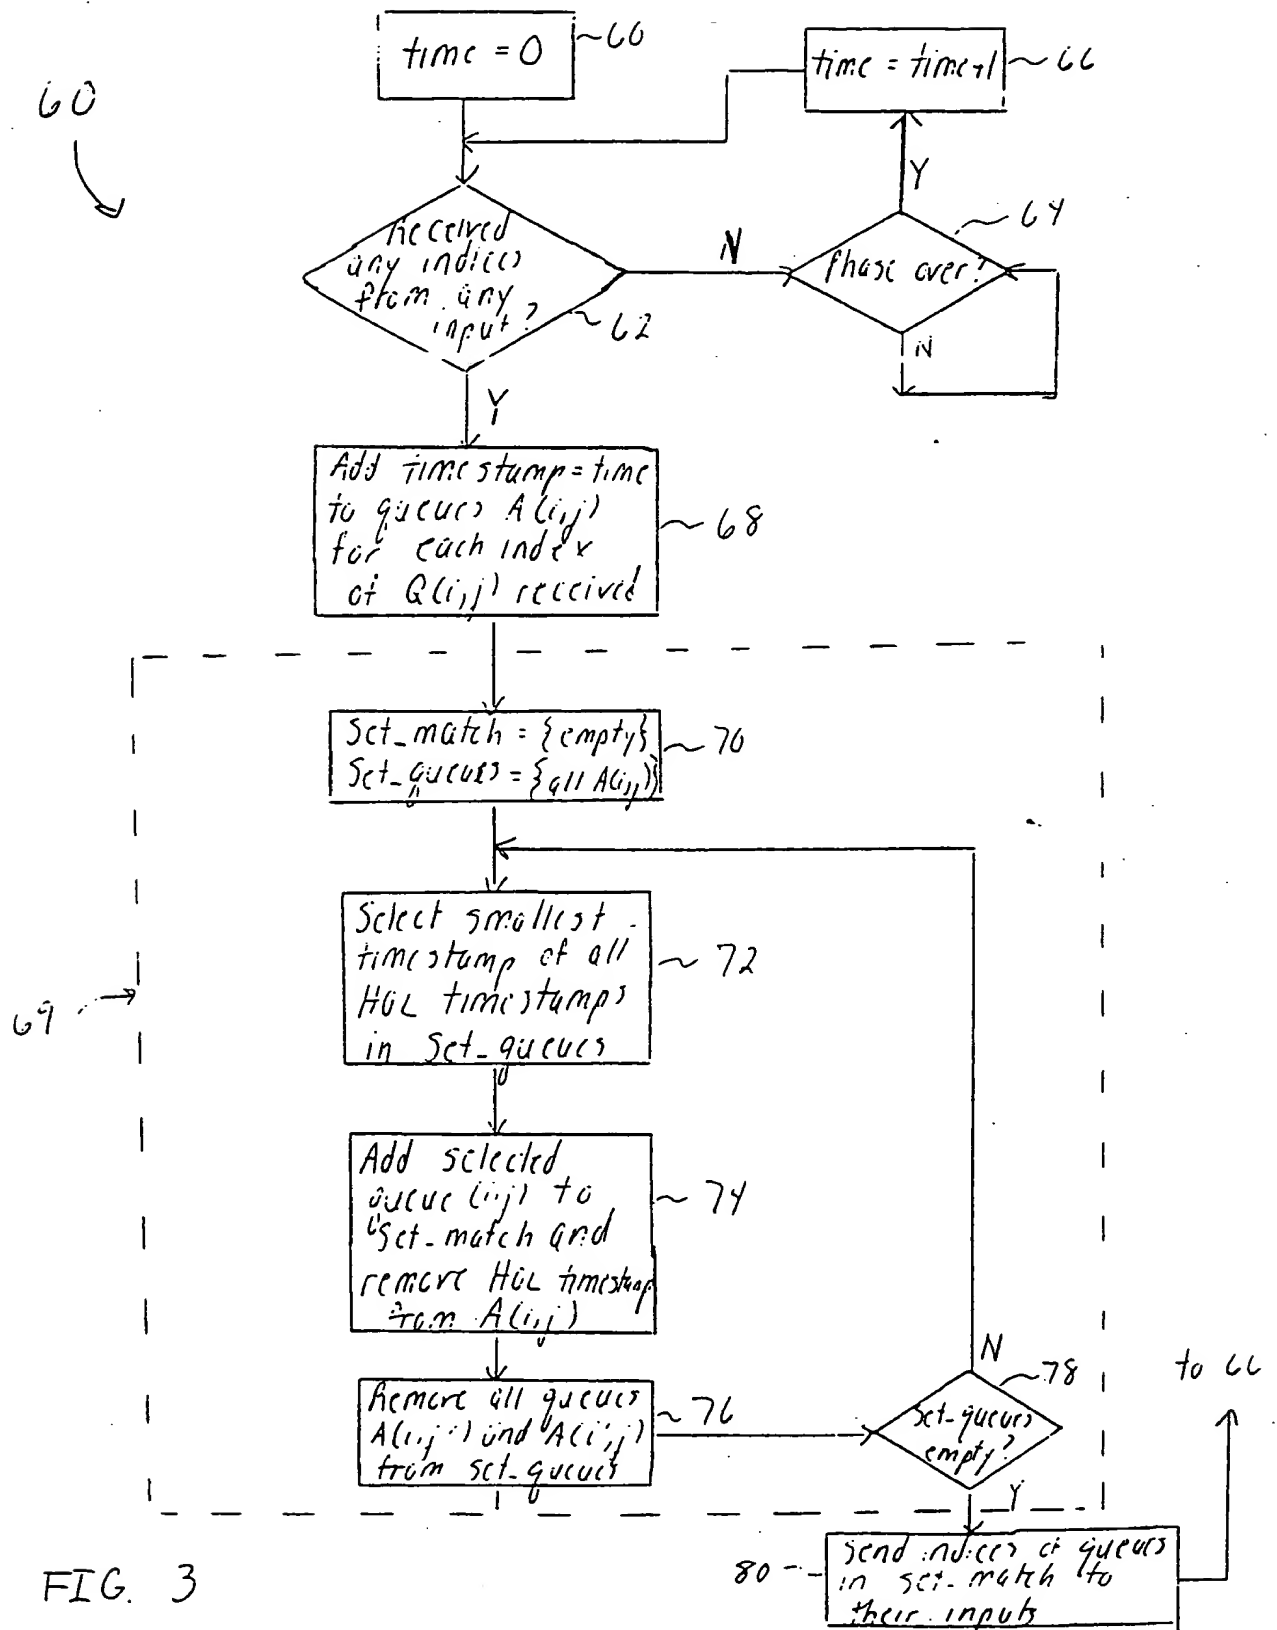 time = 0
60
time = time+1
66
60
Y
64
Received
any indices
from any
input?
62
N
Phase over?
N
Y
Add timestamp = time
to queues A(i,j)
for each index
of Q(i,j) received
68
Set_match = {empty}
Set_queues = {all A(i,j)}
70
Select smallest
timestamp of all
HOL timestamps
in Set_queues
72
69
Add selected
queue (i,j) to
Set_match and
remove HOL timestamp
from A(i,j)
74
N
78
to 66
Remove all queues
A(i,j') and A(i',j)
from set_queues
76
Set_queues
empty?
Y
Send indices of queues
in set_match to
their inputs
80
FIG. 3